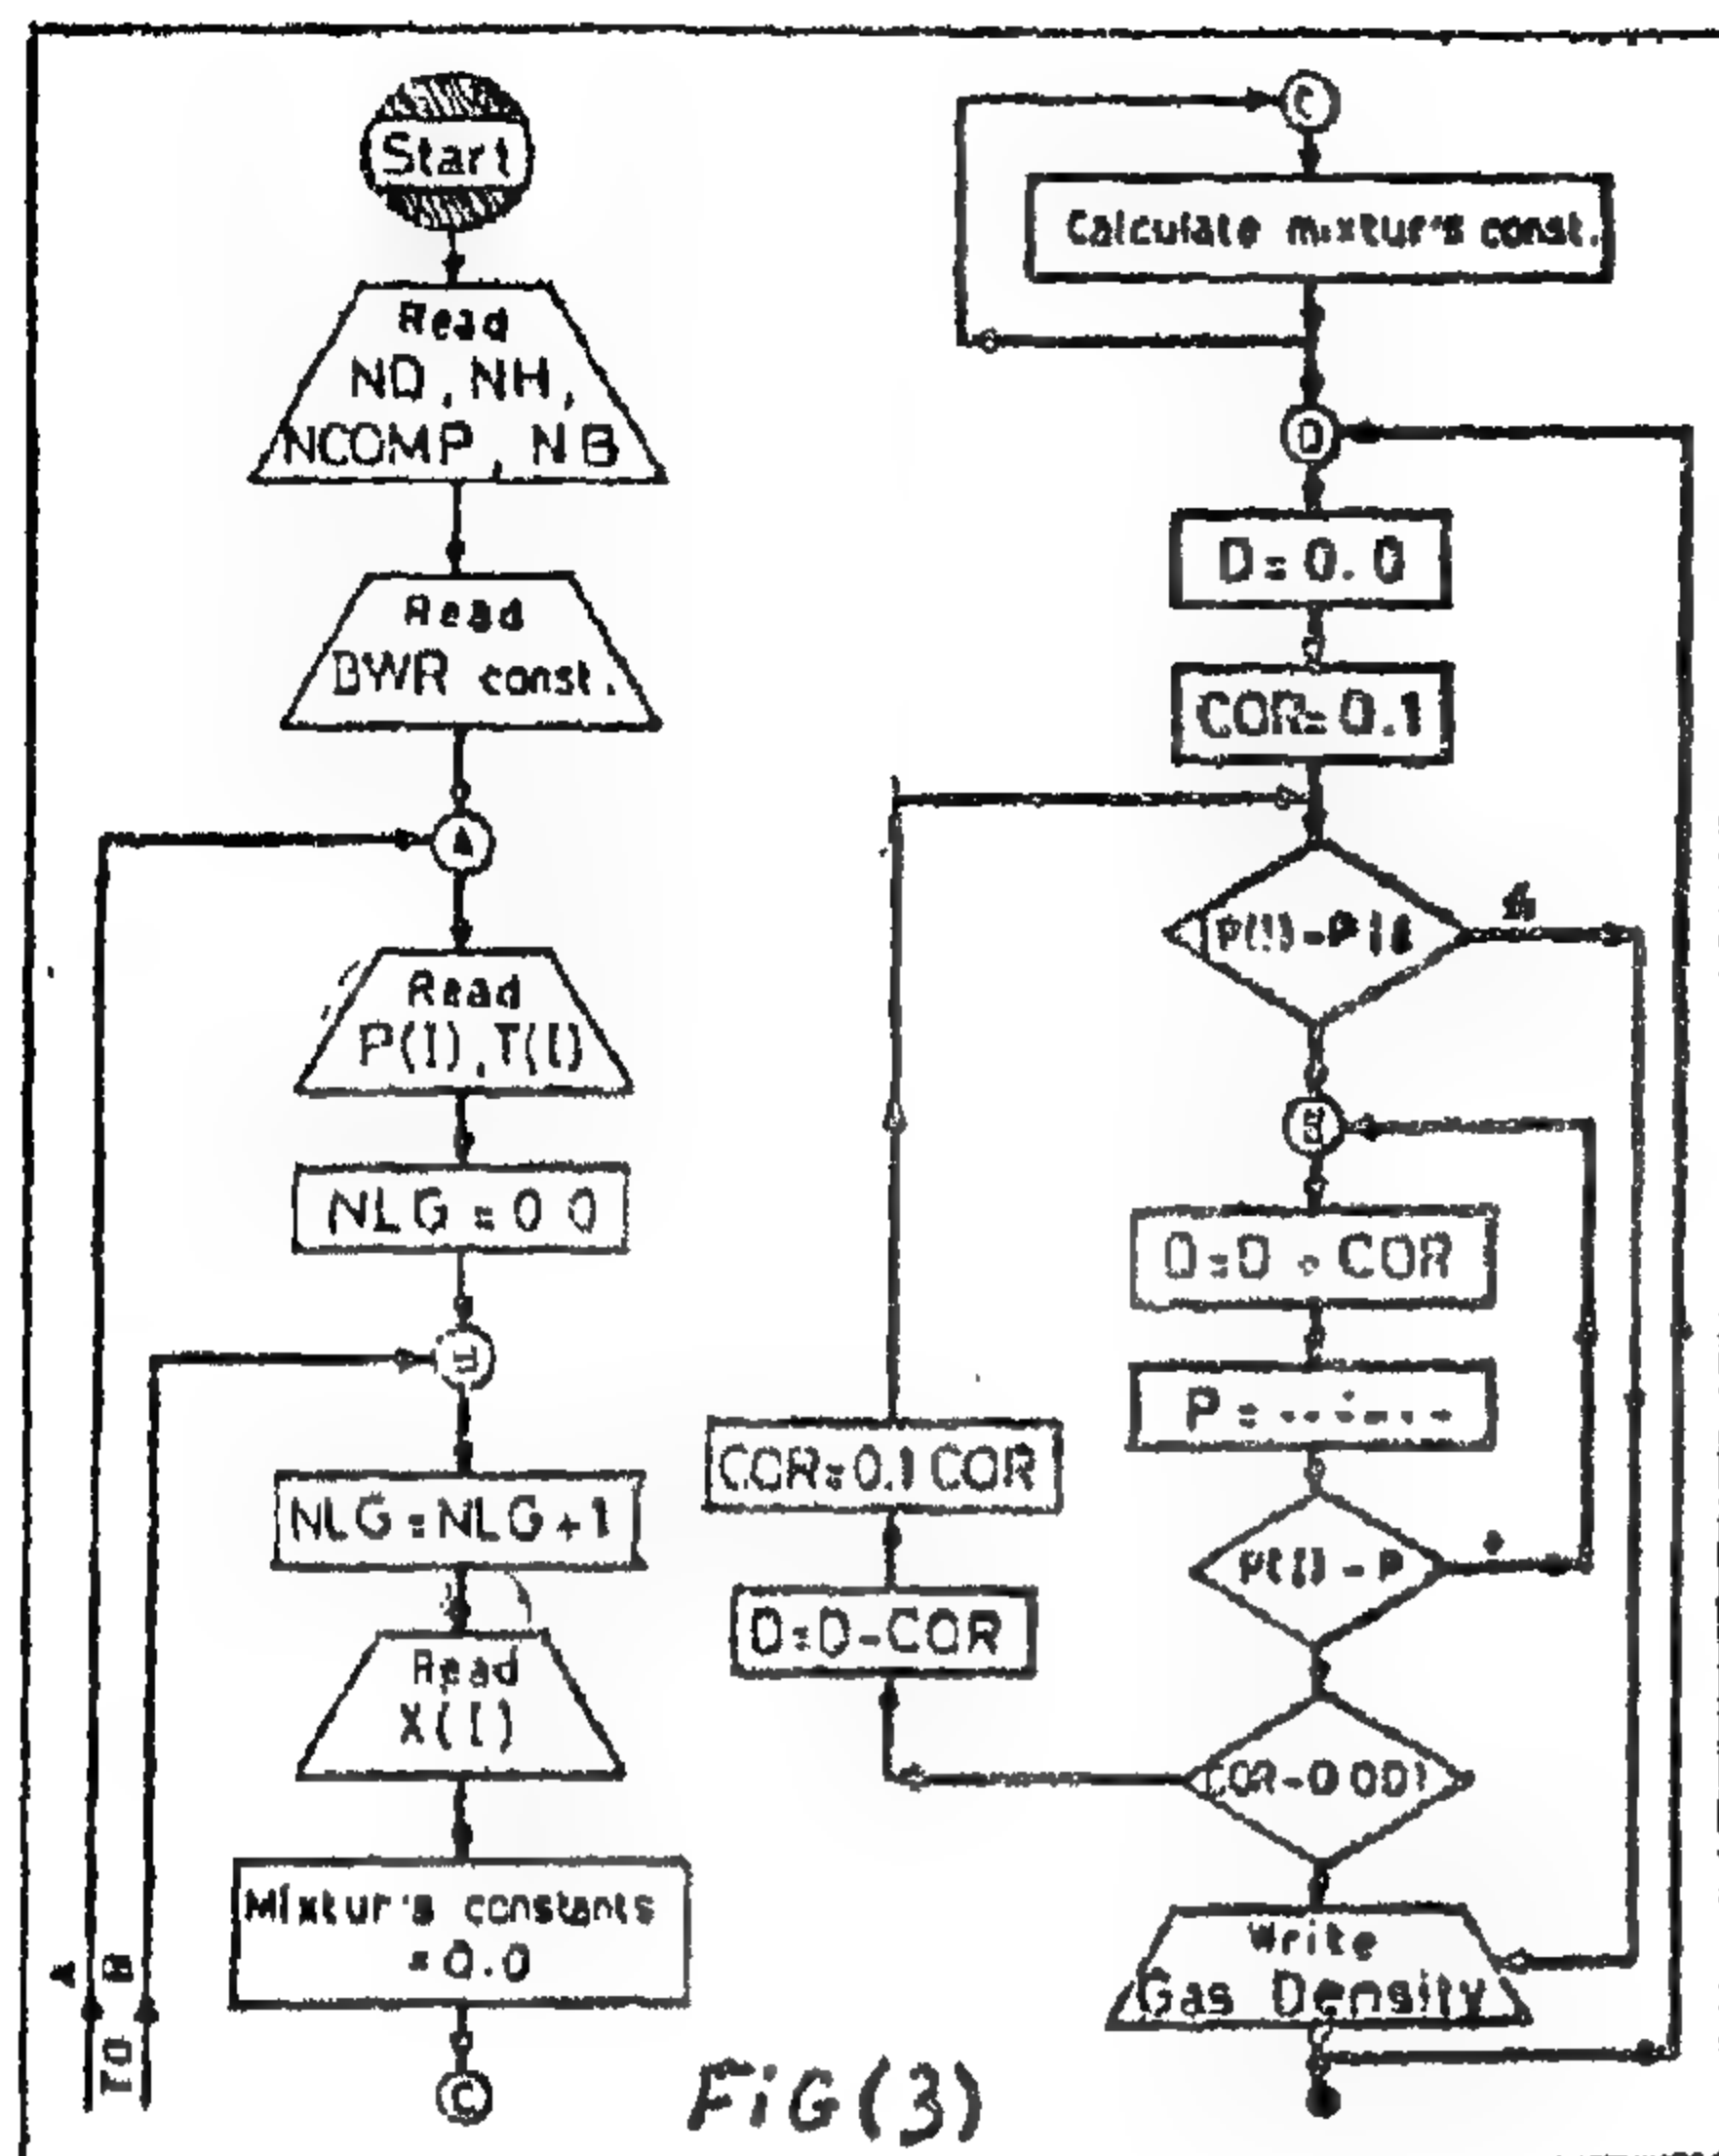 Start
Read
ND, NH,
NCOMP, NB
Read
BWR const.
A
Read
P(I), T(I)
NLG = 0 0
NLG = NLG + 1
Read
X(I)
Mixtur's constants
= 0.0
C
A B
TO
C
Calculate mixtur's const.
D
D = 0.0
COR = 0.1
P(I) - P
E
D = D + COR
P = ------
P(I) - P
COR - 0 001
COR = 0.1 COR
D = D - COR
Write
Gas Density
FiG(3)